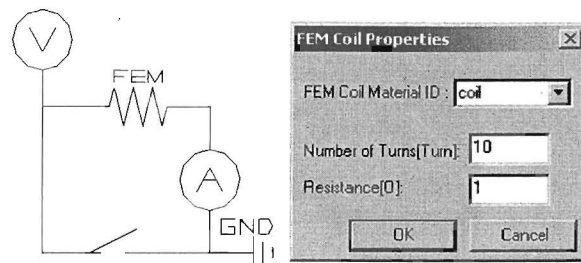 V
FEM
A
GND
FEM Coil Properties
FEM Coil Material ID : coil
Number of Turns[Turn]: 10
Resistance[O]: 1
OK Cancel